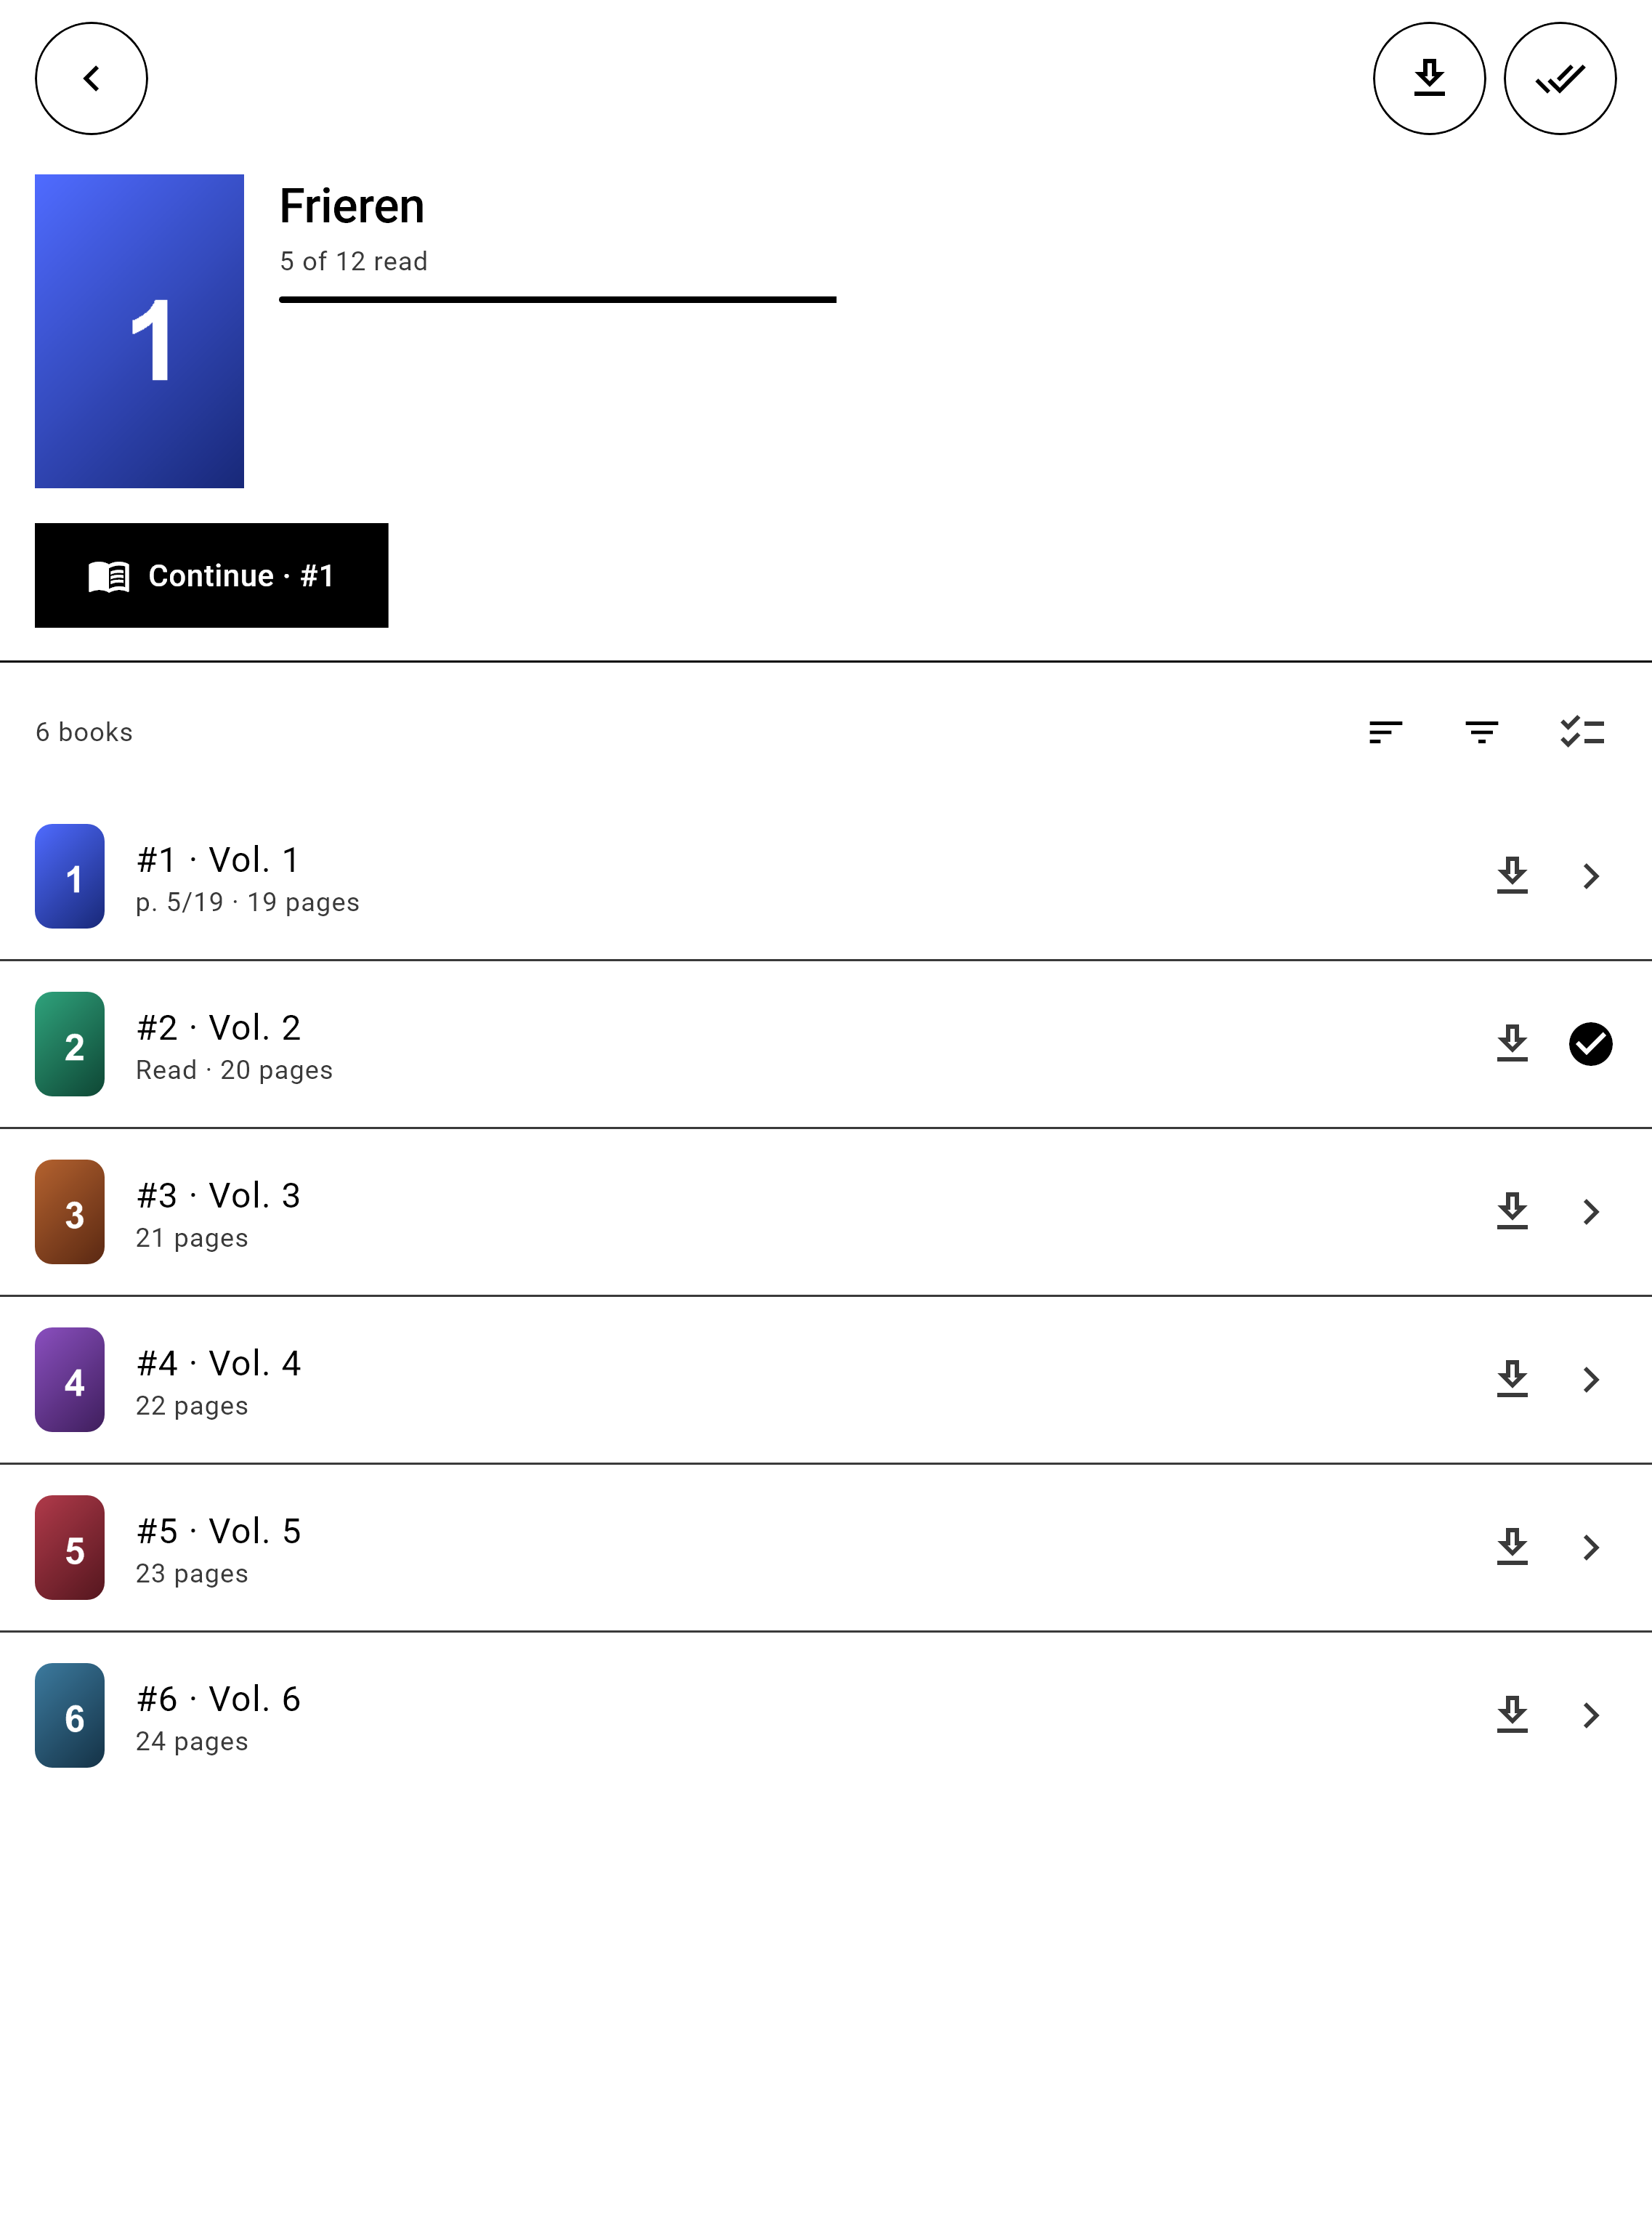 Frieren
5 of 12 read
1
Continue · #1
6 books
1
#1 · Vol. 1
p. 5/19 · 19 pages
2
#2 · Vol. 2
Read · 20 pages
3
#3 · Vol. 3
21 pages
4
#4 · Vol. 4
22 pages
5
#5 · Vol. 5
23 pages
6
#6 · Vol. 6
24 pages